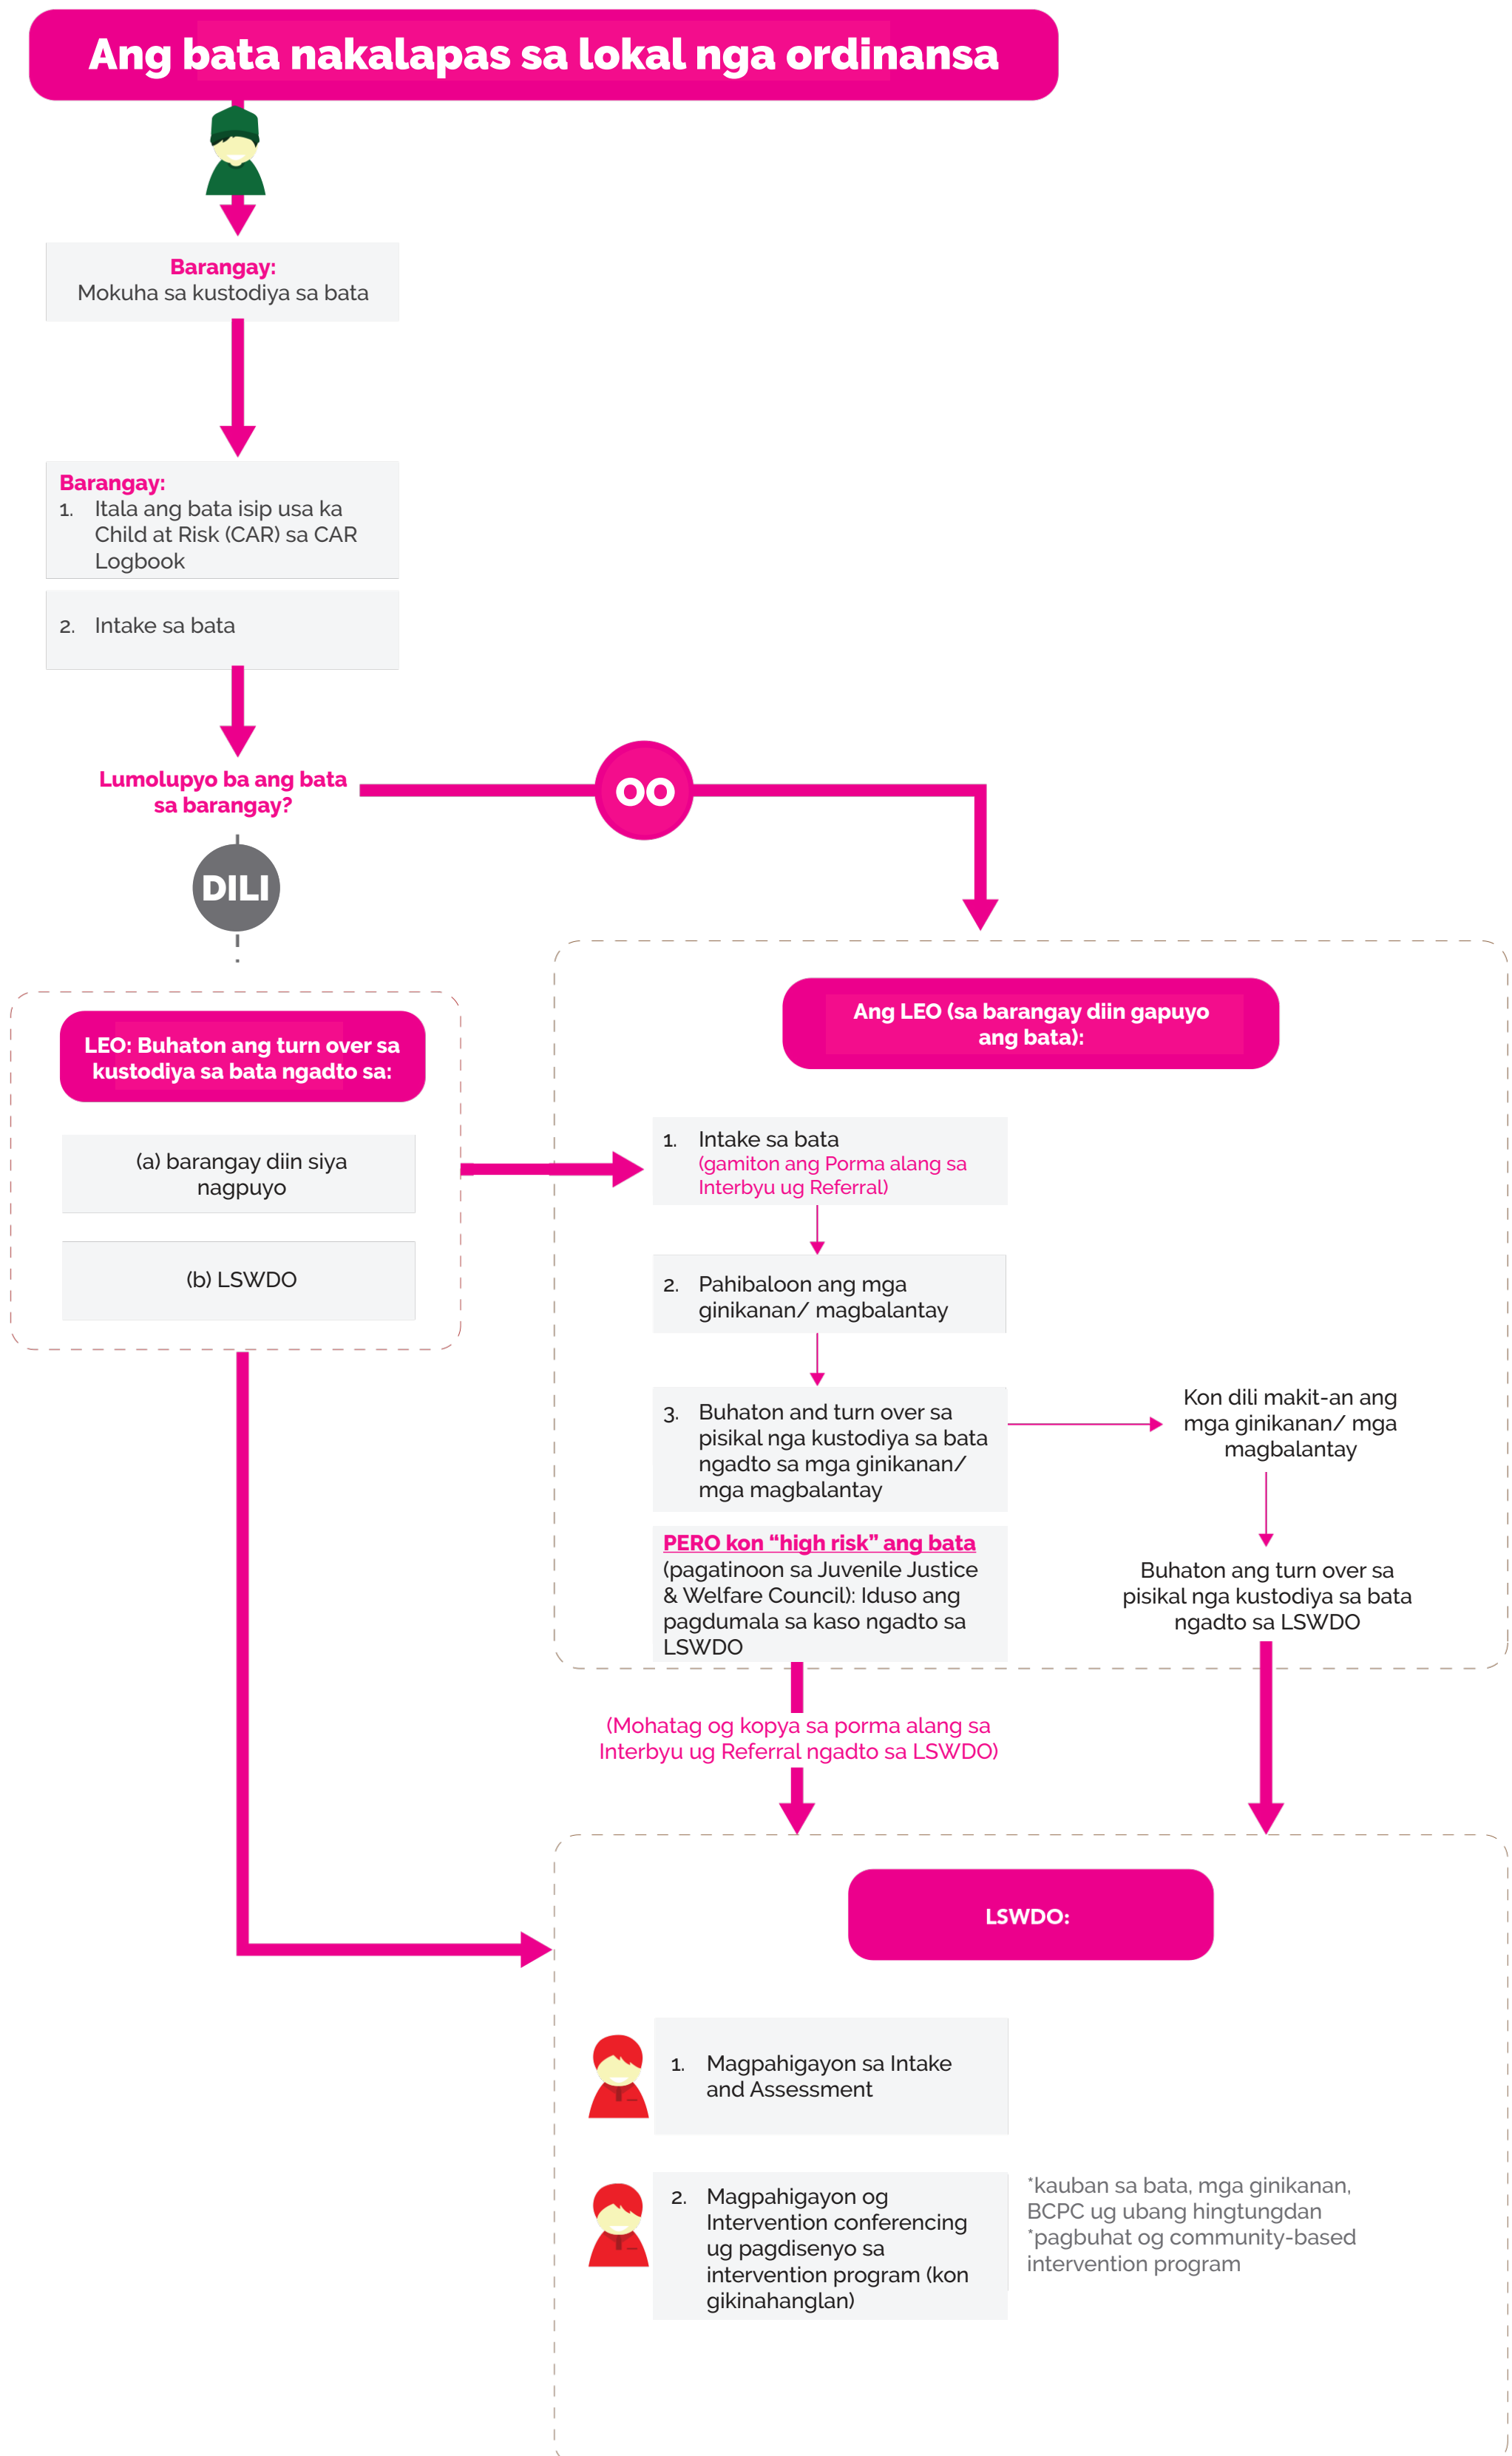 Ang bata nakalapas sa lokal nga ordinansa
Barangay:
Mokuha sa kustodiya sa bata
Barangay:
1. Itala ang bata isip usa ka
Child at Risk (CAR) sa CAR
Logbook
2. Intake sa bata
Lumolupyo ba ang bata
sa barangay?
OO
DILI
LEO: Buhaton ang turn over sa
kustodiya sa bata ngadto sa:
(a) barangay diin siya
nagpuyo
(b) LSWDO
Ang LEO (sa barangay diin gapuyo
ang bata):
1. Intake sa bata
(gamiton ang Porma alang sa
Interbyu ug Referral)
2. Pahibaloon ang mga
ginikanan/ magbalantay
3. Buhaton and turn over sa
pisikal nga kustodiya sa bata
ngadto sa mga ginikanan/
mga magbalantay
Kon dili makit-an ang
mga ginikanan/ mga
magbalantay
PERO kon “high risk” ang bata
(pagatinoon sa Juvenile Justice
& Welfare Council): Iduso ang
pagdumala sa kaso ngadto sa
LSWDO
Buhaton ang turn over sa
pisikal nga kustodiya sa bata
ngadto sa LSWDO
(Mohatag og kopya sa porma alang sa
Interbyu ug Referral ngadto sa LSWDO)
LSWDO:
1. Magpahigayon sa Intake
and Assessment
2. Magpahigayon og
Intervention conferencing
ug pagdisenyo sa
intervention program (kon
gikinahanglan)
*kauban sa bata, mga ginikanan,
BCPC ug ubang hingtungdan
*pagbuhat og community-based
intervention program